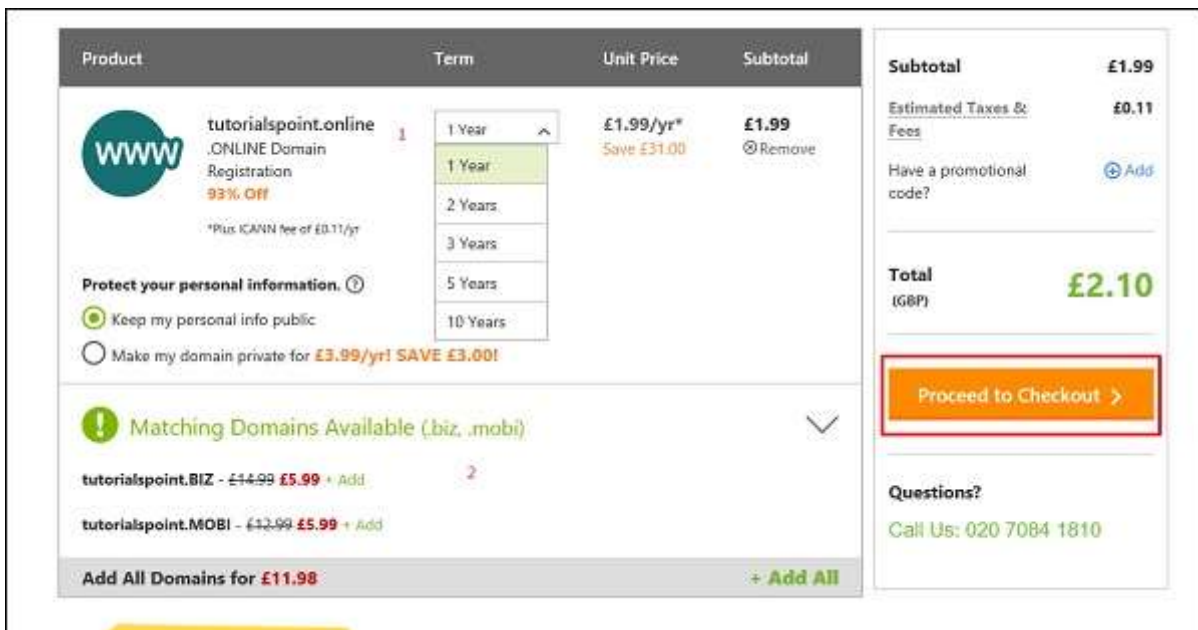 Product Term Unit Price Subtotal
www
tutorialspoint.online
.ONLINE Domain
Registration
93% Off
*Plus ICANN fee of £0.11/yr
1
1 Year
1 Year
2 Years
3 Years
5 Years
10 Years
£1.99/yr*
Save £31.00
£1.99
Remove
Protect your personal information. ?
Keep my personal info public
Make my domain private for £3.99/yr! SAVE £3.00!
! Matching Domains Available (.biz, .mobi)
tutorialspoint.BIZ - £14.99 £5.99 + Add
2
tutorialspoint.MOBI - £12.99 £5.99 + Add
Add All Domains for £11.98 + Add All
Subtotal £1.99
Estimated Taxes & £0.11
Fees
Have a promotional Add
code?
Total £2.10
(GBP)
Proceed to Checkout >
Questions?
Call Us: 020 7084 1810